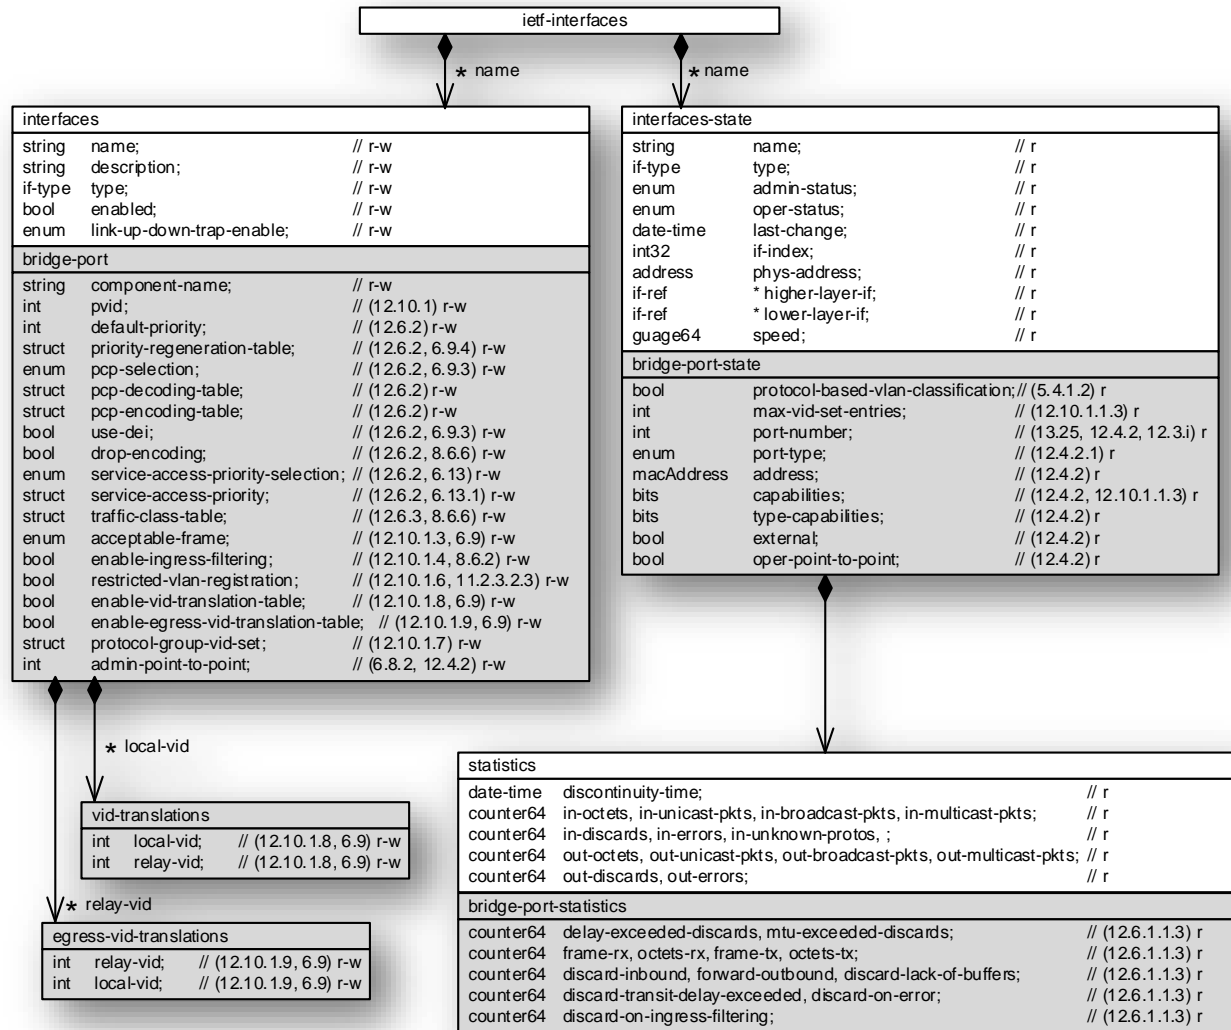 ietf-interfaces
* name
* name
interfaces
string name; // r-w
string description; // r-w
if-type type; // r-w
bool enabled; // r-w
enum link-up-down-trap-enable; // r-w
bridge-port
string component-name; // r-w
int pvid; // (12.10.1) r-w
int default-priority; // (12.6.2) r-w
struct priority-regeneration-table; // (12.6.2, 6.9.4) r-w
enum pcp-selection; // (12.6.2, 6.9.3) r-w
struct pcp-decoding-table; // (12.6.2) r-w
struct pcp-encoding-table; // (12.6.2) r-w
bool use-dei; // (12.6.2, 6.9.3) r-w
bool drop-encoding; // (12.6.2, 8.6.6) r-w
enum service-access-priority-selection; // (12.6.2, 6.13) r-w
struct service-access-priority; // (12.6.2, 6.13.1) r-w
struct traffic-class-table; // (12.6.3, 8.6.6) r-w
enum acceptable-frame; // (12.10.1.3, 6.9) r-w
bool enable-ingress-filtering; // (12.10.1.4, 8.6.2) r-w
bool restricted-vlan-registration; // (12.10.1.6, 11.2.3.2.3) r-w
bool enable-vid-translation-table; // (12.10.1.8, 6.9) r-w
bool enable-egress-vid-translation-table; // (12.10.1.9, 6.9) r-w
struct protocol-group-vid-set; // (12.10.1.7) r-w
int admin-point-to-point; // (6.8.2, 12.4.2) r-w
interfaces-state
string name; // r
if-type type; // r
enum admin-status; // r
enum oper-status; // r
date-time last-change; // r
int32 if-index; // r
address phys-address; // r
if-ref * higher-layer-if; // r
if-ref * lower-layer-if; // r
guage64 speed; // r
bridge-port-state
bool protocol-based-vlan-classification; // (5.4.1.2) r
int max-vid-set-entries; // (12.10.1.1.3) r
int port-number; // (13.25, 12.4.2, 12.3.i) r
enum port-type; // (12.4.2.1) r
macAddress address; // (12.4.2) r
bits capabilities; // (12.4.2, 12.10.1.1.3) r
bits type-capabilities; // (12.4.2) r
bool external; // (12.4.2) r
bool oper-point-to-point; // (12.4.2) r
* local-vid
vid-translations
int local-vid; // (12.10.1.8, 6.9) r-w
int relay-vid; // (12.10.1.8, 6.9) r-w
* relay-vid
egress-vid-translations
int relay-vid; // (12.10.1.9, 6.9) r-w
int local-vid; // (12.10.1.9, 6.9) r-w
statistics
date-time discontinuity-time; // r
counter64 in-octets, in-unicast-pkts, in-broadcast-pkts, in-multicast-pkts; // r
counter64 in-discards, in-errors, in-unknown-protos, ; // r
counter64 out-octets, out-unicast-pkts, out-broadcast-pkts, out-multicast-pkts; // r
counter64 out-discards, out-errors; // r
bridge-port-statistics
counter64 delay-exceeded-discards, mtu-exceeded-discards; // (12.6.1.1.3) r
counter64 frame-rx, octets-rx, frame-tx, octets-tx; // (12.6.1.1.3) r
counter64 discard-inbound, forward-outbound, discard-lack-of-buffers; // (12.6.1.1.3) r
counter64 discard-transit-delay-exceeded, discard-on-error; // (12.6.1.1.3) r
counter64 discard-on-ingress-filtering; // (12.6.1.1.3) r